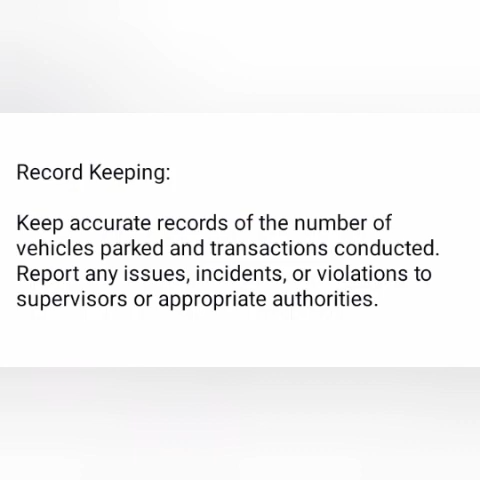 Record Keeping:
Keep accurate records of the number of
vehicles parked and transactions conducted.
Report any issues, incidents, or violations to
supervisors or appropriate authorities.